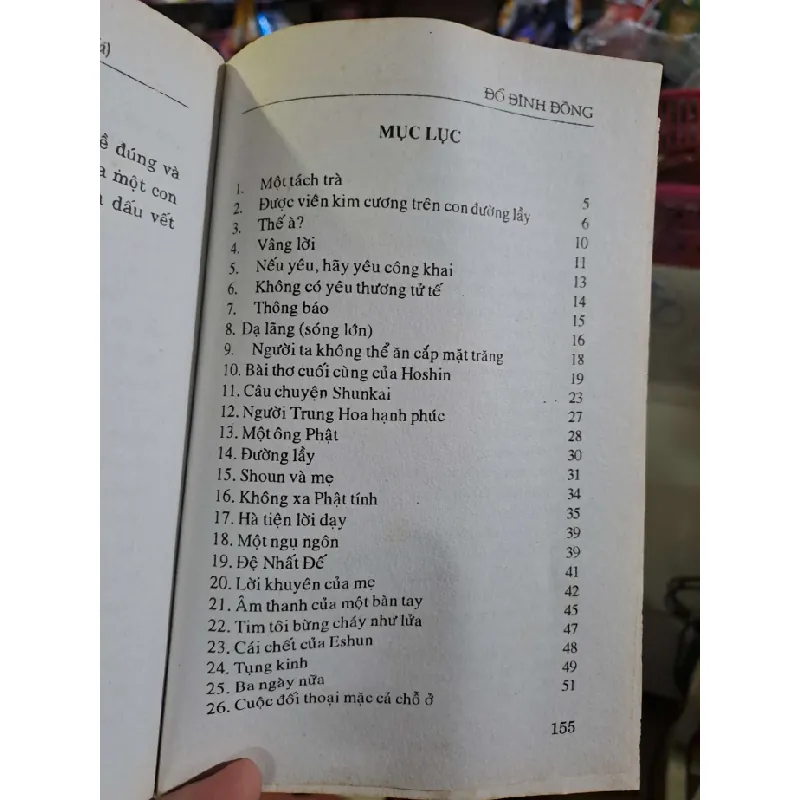 ề đúng và
một con
dấu vết
ĐỖ ĐÌNH ĐỒNG
MỤC LỤC
1. Một tách trà 5
2. Được viên kim cương trên con đường lầy 6
3. Thế à? 10
4. Vâng lời 11
5. Nếu yêu, hãy yêu công khai 13
6. Không có yêu thương tử tế 14
7. Thông báo 15
8. Dạ lãng (sóng lớn) 16
9. Người ta không thể ăn cắp mặt trăng 18
10. Bài thơ cuối cùng của Hoshin 19
11. Câu chuyện Shunkai 23
12. Người Trung Hoa hạnh phúc 27
13. Một ông Phật 28
14. Đường lầy 30
15. Shoun và mẹ 31
16. Không xa Phật tính 34
17. Hà tiện lời dạy 35
18. Một ngụ ngôn 39
19. Đệ Nhất Đế 39
20. Lời khuyên của mẹ 41
21. Âm thanh của một bàn tay 42
22. Tim tôi bừng cháy như lửa 45
23. Cái chết của Eshun 47
24. Tụng kinh 48
25. Ba ngày nữa 49
26. Cuộc đối thoại mặc cả chỗ ở 51
155